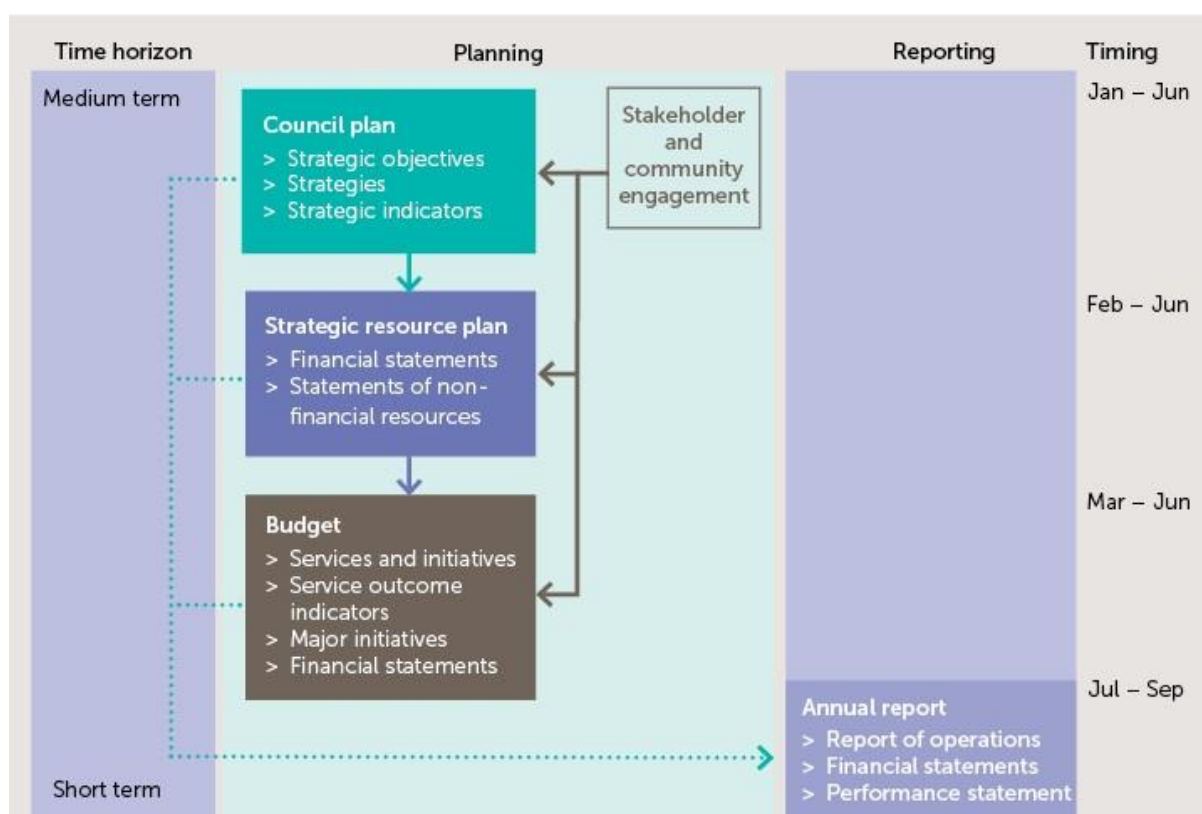 Time horizon
Planning
Reporting
Timing
Medium term
Jan – Jun
Council plan
> Strategic objectives
> Strategies
> Strategic indicators
Stakeholder
and
community
engagement
Feb – Jun
Strategic resource plan
> Financial statements
> Statements of non-
financial resources
Mar – Jun
Budget
> Services and initiatives
> Service outcome
indicators
> Major initiatives
> Financial statements
Jul – Sep
Annual report
> Report of operations
> Financial statements
> Performance statement
Short term